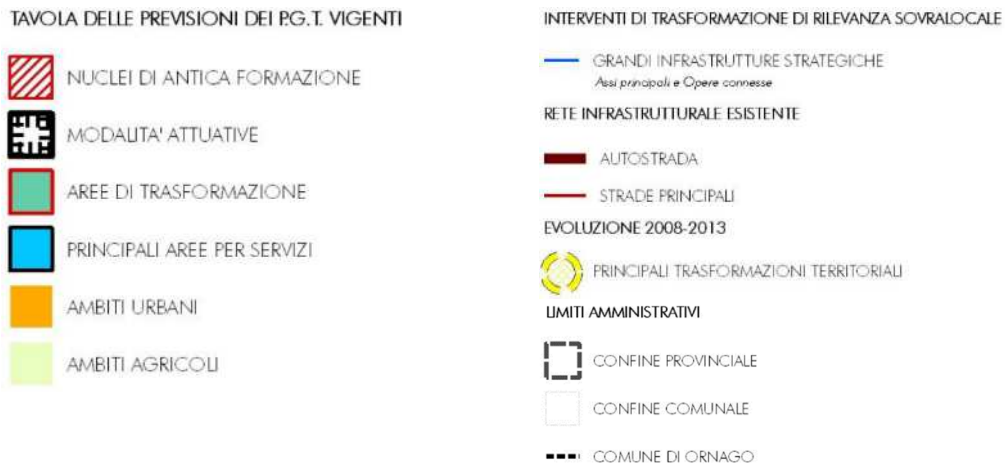 TAVOLA DELLE PREVISIONI DEI P.G.T. VIGENTI
NUCLEI DI ANTICA FORMAZIONE
MODALITA' ATTUATIVE
AREE DI TRASFORMAZIONE
PRINCIPALI AREE PER SERVIZI
AMBITI URBANI
AMBITI AGRICOLI
INTERVENTI DI TRASFORMAZIONE DI RILEVANZA SOVRALOCALE
GRANDI INFRASTRUTTURE STRATEGICHE
Assi principali e Opere connesse
RETE INFRASTRUTTURALE ESISTENTE
AUTOSTRADA
STRADE PRINCIPALI
EVOLUZIONE 2008-2013
PRINCIPALI TRASFORMAZIONI TERRITORIALI
LIMITI AMMINISTRATIVI
CONFINE PROVINCIALE
CONFINE COMUNALE
COMUNE DI ORNAGO